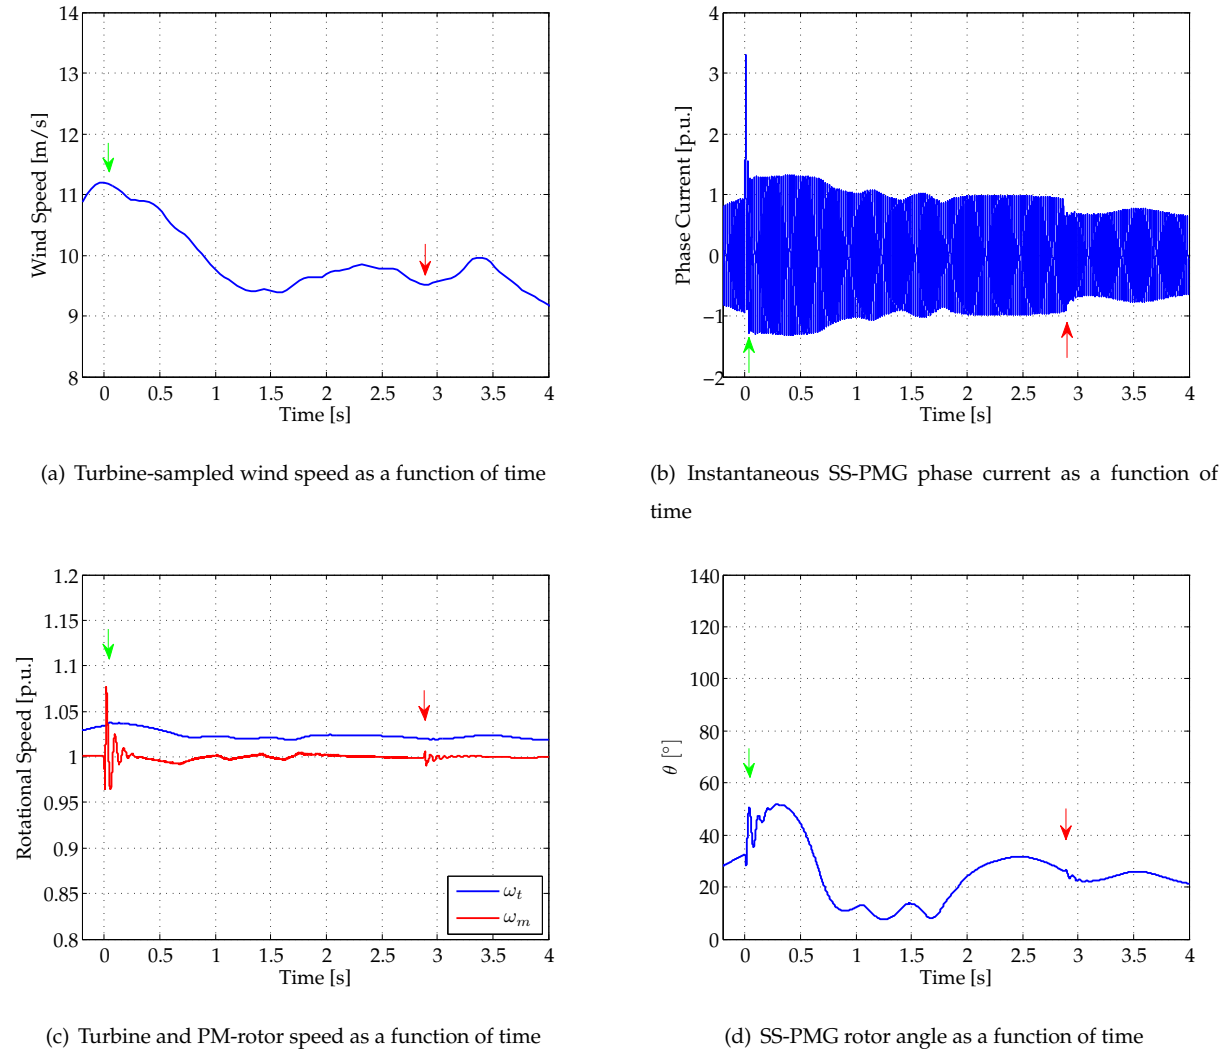 14
13
12
11
10
9
8
Wind Speed [m/s]
0 0.5 1 1.5 2 2.5 3 3.5 4
Time [s]
(a) Turbine-sampled wind speed as a function of time
4
3
2
1
0
−1
−2
Phase Current [p.u.]
0 0.5 1 1.5 2 2.5 3 3.5 4
Time [s]
(b) Instantaneous SS-PMG phase current as a function of
time
1.2
1.15
1.1
1.05
1
0.95
0.9
0.85
0.8
Rotational Speed [p.u.]
ω_t
ω_m
0 0.5 1 1.5 2 2.5 3 3.5 4
Time [s]
(c) Turbine and PM-rotor speed as a function of time
140
120
100
80
60
40
20
0
θ [°]
0 0.5 1 1.5 2 2.5 3 3.5 4
Time [s]
(d) SS-PMG rotor angle as a function of time